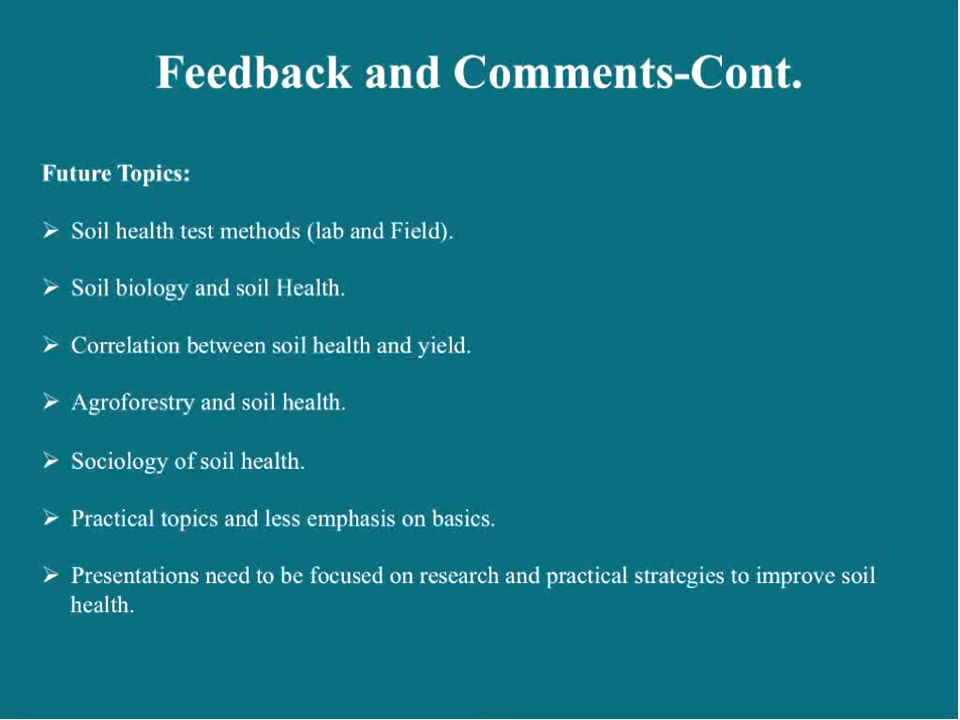 Feedback and Comments-Cont.
Future Topics:
➢ Soil health test methods (lab and Field).
➢ Soil biology and soil Health.
➢ Correlation between soil health and yield.
➢ Agroforestry and soil health.
➢ Sociology of soil health.
➢ Practical topics and less emphasis on basics.
➢ Presentations need to be focused on research and practical strategies to improve soil
health.